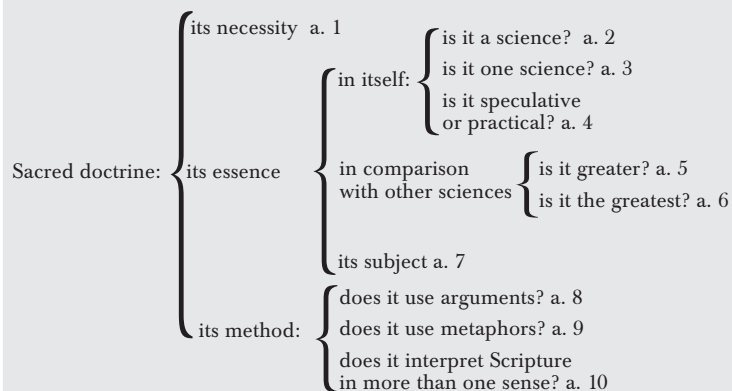 Sacred doctrine:
its necessity a. 1
its essence
in itself:
is it a science? a. 2
is it one science? a. 3
is it speculative
or practical? a. 4
in comparison
with other sciences
is it greater? a. 5
is it the greatest? a. 6
its subject a. 7
its method:
does it use arguments? a. 8
does it use metaphors? a. 9
does it interpret Scripture
in more than one sense? a. 10